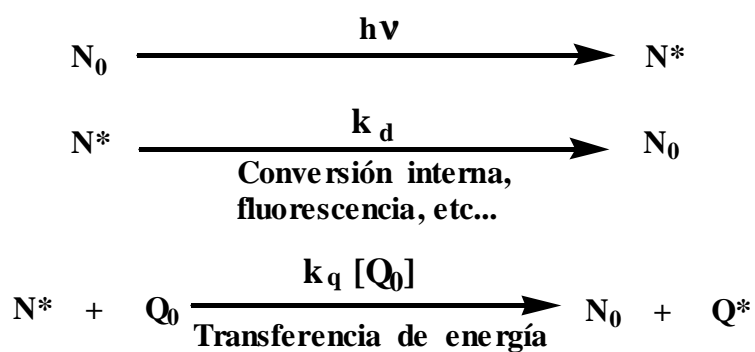 hν
N₀ N*
k d
N* N₀
Conversión interna,
fluorescencia, etc...
k q [Q₀]
N* + Q₀ N₀ + Q*
Transferencia de energía